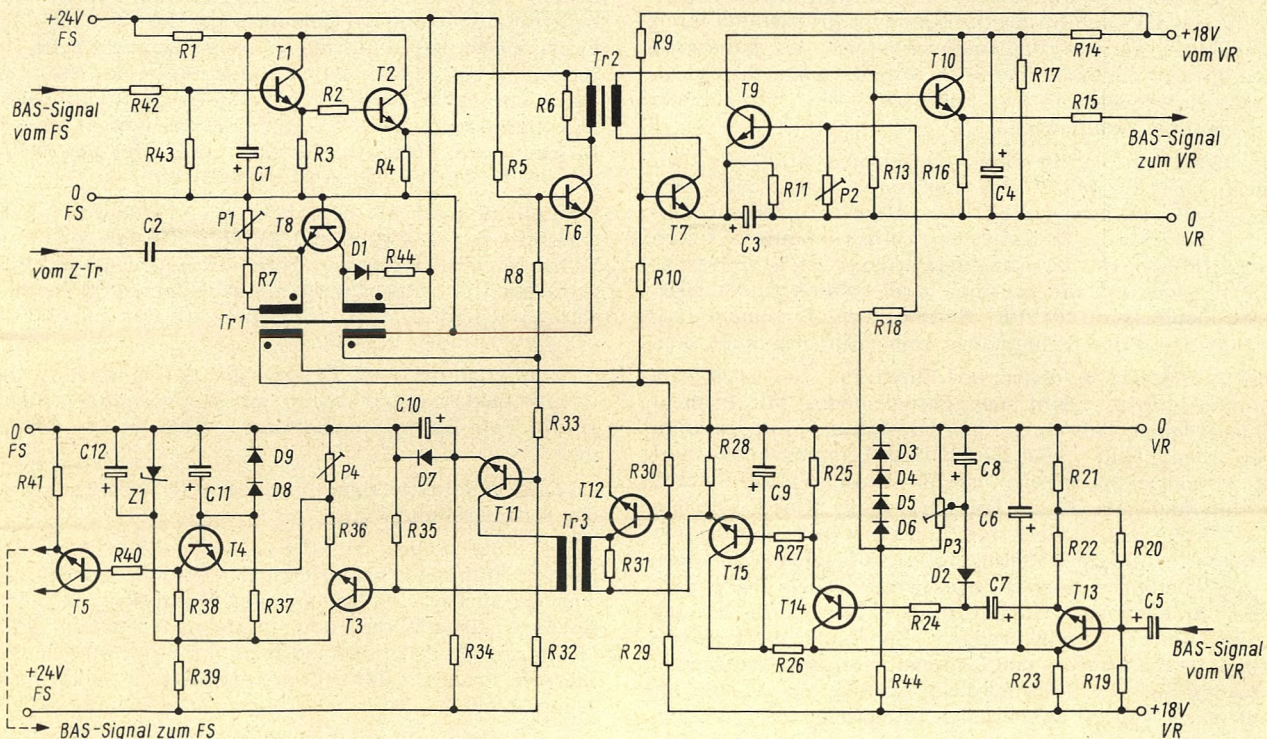 +24V
FS
R1
T1
R2
T2
BAS-Signal
vom FS
R42
R43
C1
R3
R4
R5
R6
Tr2
T6
0
FS
vom Z-Tr
C2
P1
T8
D1
R44
R7
Tr1
R8
R9
T7
R10
T9
C3
R11
P2
R13
T10
R16
C4
R17
R14
R15
+18V
vom VR
BAS-Signal
zum VR
0
VR
R18
0
FS
R41
C12
Z1
C11
D9
D8
P4
R36
R35
C10
D7
T11
R33
T5
R40
T4
R38
R37
T3
R39
R34
R32
+24V
FS
BAS-Signal zum FS
Tr3
T12
R30
R31
R29
R28
T15
C9
R27
R25
R26
T14
D3
D4
D5
D6
P3
C8
D2
C7
R24
R44
C6
R21
R22
R20
T13
C5
R23
R19
0
VR
BAS-Signal
vom VR
+18V
VR